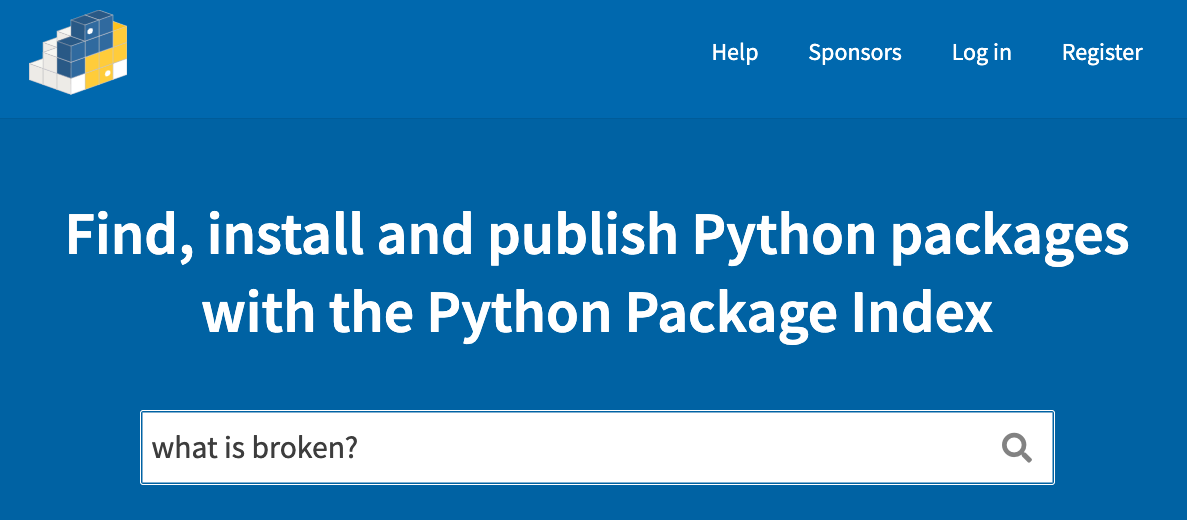 Help Sponsors Log in Register
Find, install and publish Python packages
with the Python Package Index
what is broken?